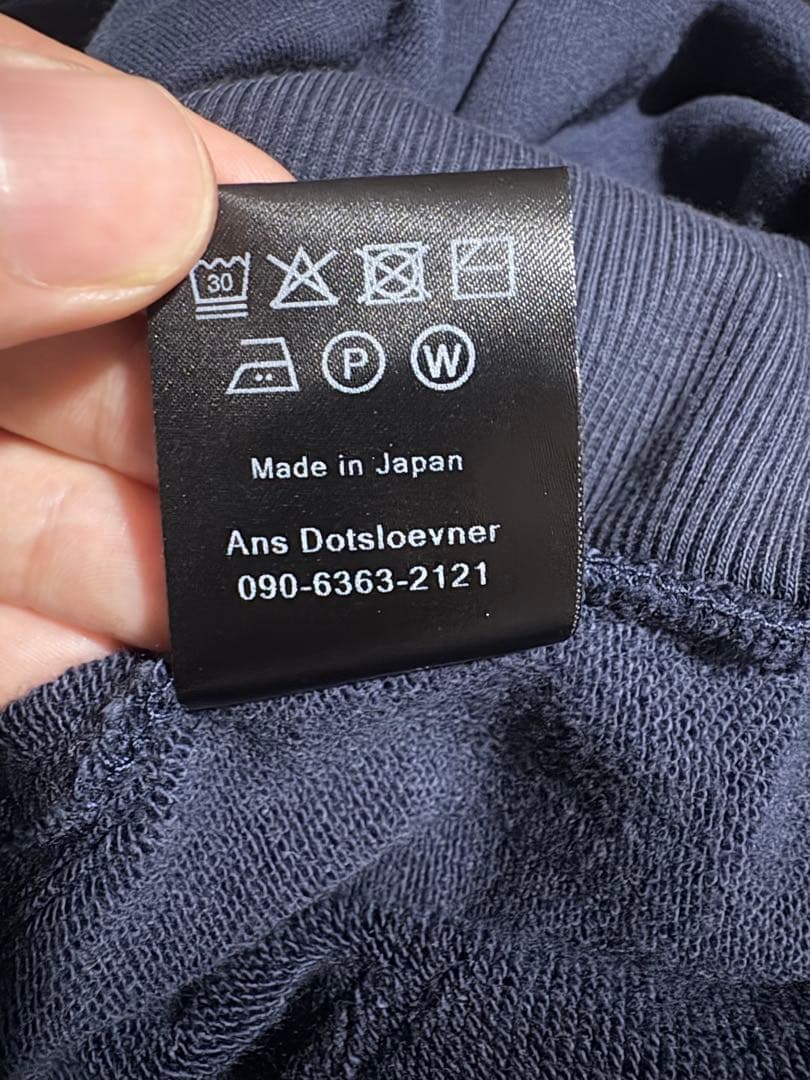 30
P W
Made in Japan
Ans Dotsloevner
090-6363-2121